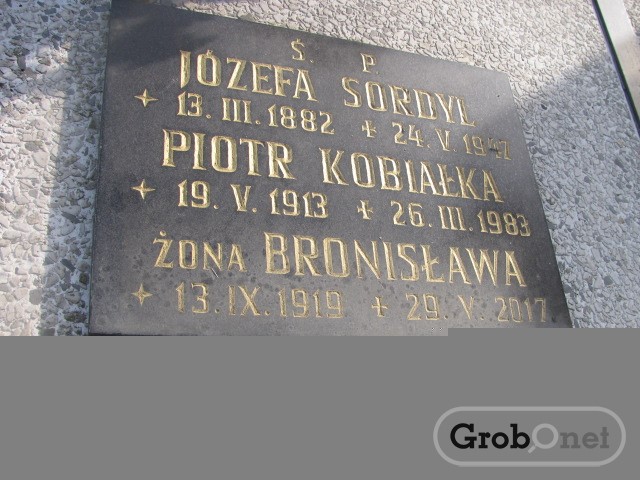 Ś. P.
JÓZEFA SORDYL
13. III. 1882 24. V. 1947
PIOTR KOBIAŁKA
19. V. 1913 26. III. 1983
ŻONA BRONISŁAWA
13. IX. 1919 29. V. 2017
Grobonet